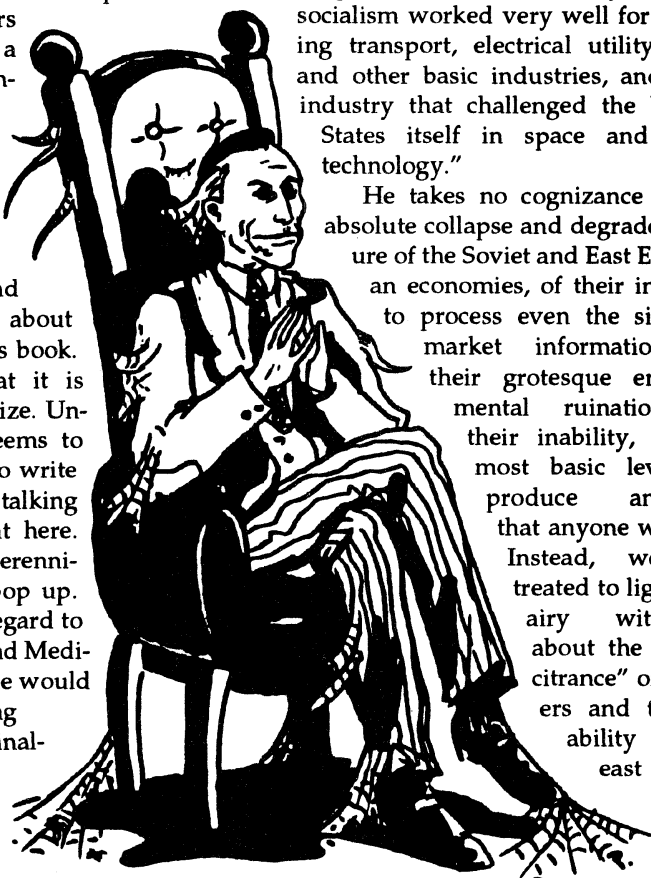 rs
a
n-
nd
about
s book.
at it is
ize. Un-
eems to
o write
talking
t here.
erenni-
op up.
egard to
nd Medi-
e would
ng
nal-
socialism worked very well for
ing transport, electrical utility
and other basic industries, and
industry that challenged the
States itself in space and
technology."
He takes no cognizance
absolute collapse and degrade
ure of the Soviet and East E
an economies, of their in
to process even the si
market informatio
their grotesque en
mental ruinatio
their inability,
most basic lev
produce an
that anyone w
Instead, we
treated to lig
airy wit
about the
citrance" o
ers and t
ability
east